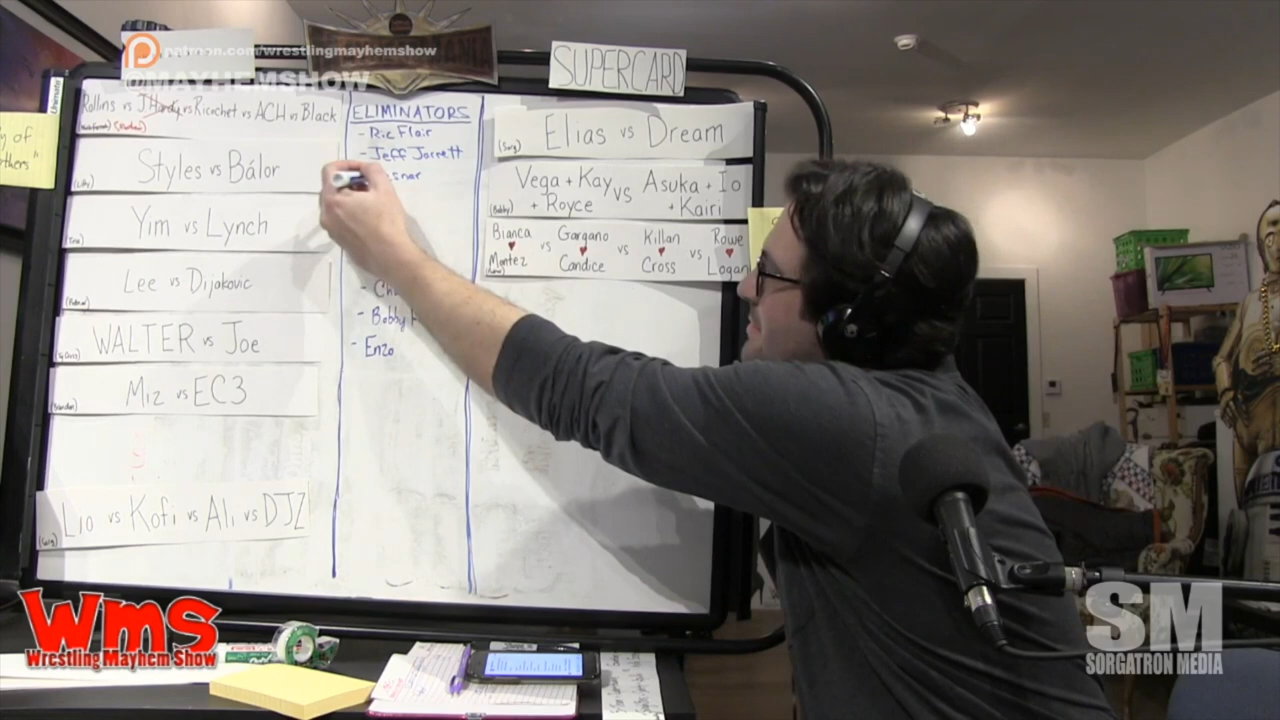 patreon.com/wrestlingmayhemshow
@MAYHEMSHOW
SUPERCARD
Rollins vs J Hardy vs Ricochet vs ACH vs Black
Styles vs Bálor
Yim vs Lynch
Lee vs Dijakovic
WALTER vs Joe
Miz vs EC3
Lio vs Kofi vs Ali vs DJZ
(Sorg)
ELIMINATORS
- Ric Flair
- Jeff Jarrett
- Bobby
- Enzo
Elias vs Dream
(Sorg)
Vega + Kay + Royce vs Asuka + Io + Kairi
(Bobby)
Bianca ♥ Montez vs Gargano ♥ Candice vs Killan ♥ Cross vs Rowe ♥ Logan
WMS
Wrestling Mayhem Show
SM
SORGATRON MEDIA